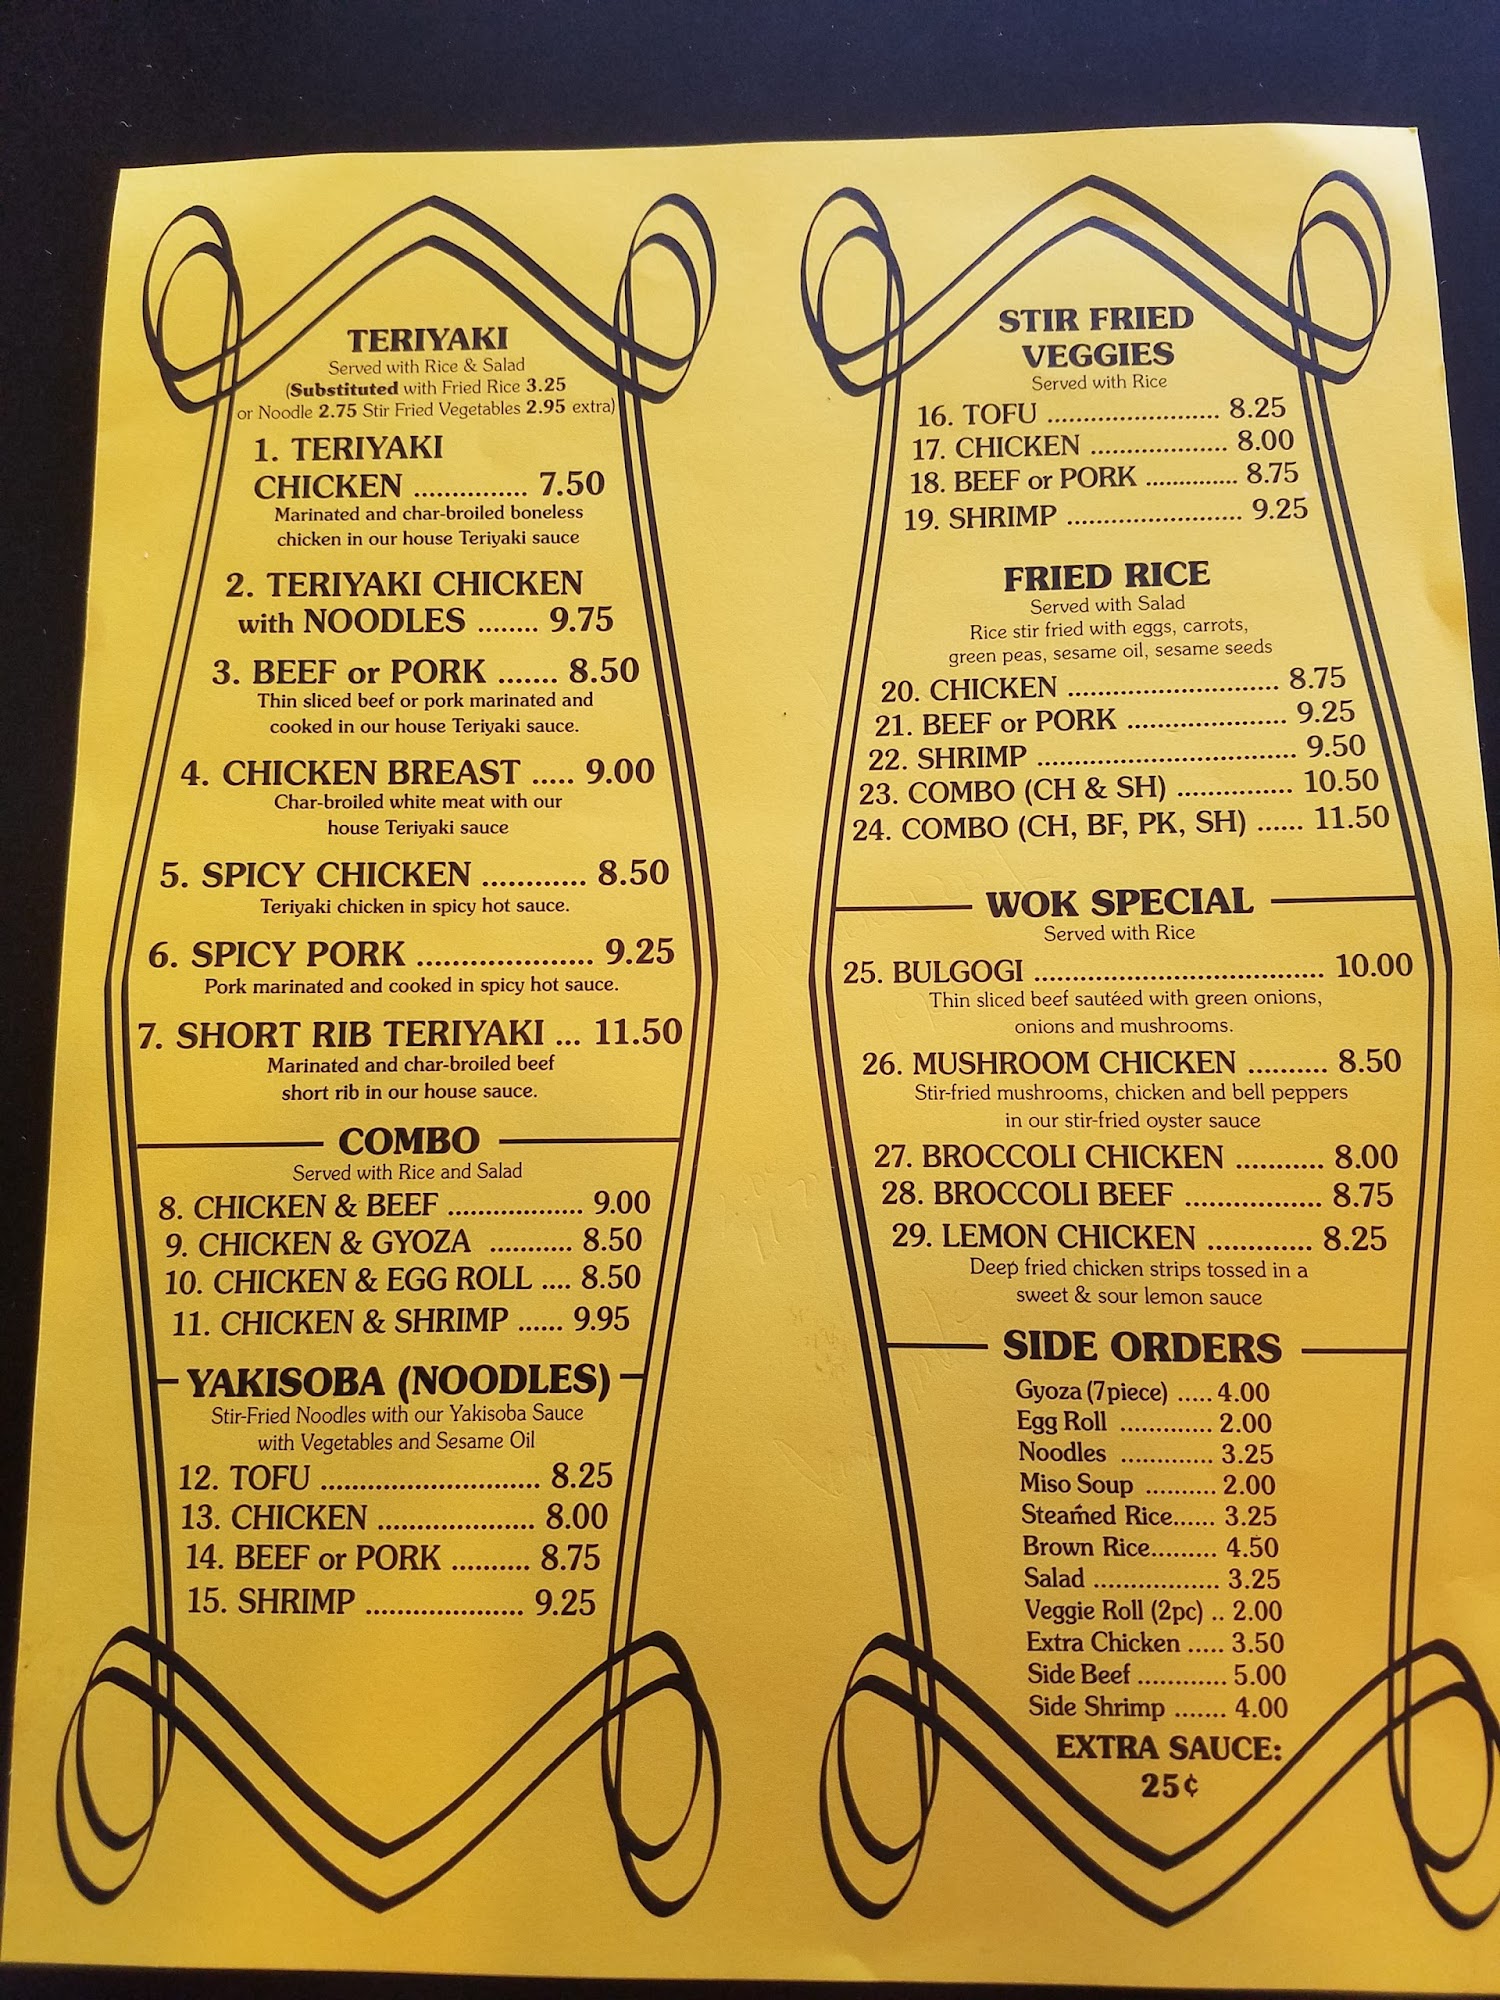 TERIYAKI
Served with Rice & Salad
(Substituted with Fried Rice 3.25
or Noodle 2.75 Stir Fried Vegetables 2.95 extra)
1. TERIYAKI
CHICKEN ............... 7.50
Marinated and char-broiled boneless
chicken in our house Teriyaki sauce
2. TERIYAKI CHICKEN
with NOODLES ........ 9.75
3. BEEF or PORK ....... 8.50
Thin sliced beef or pork marinated and
cooked in our house Teriyaki sauce.
4. CHICKEN BREAST ..... 9.00
Char-broiled white meat with our
house Teriyaki sauce
5. SPICY CHICKEN ............ 8.50
Teriyaki chicken in spicy hot sauce.
6. SPICY PORK ..................... 9.25
Pork marinated and cooked in spicy hot sauce.
7. SHORT RIB TERIYAKI ... 11.50
Marinated and char-broiled beef
short rib in our house sauce.
COMBO
Served with Rice and Salad
8. CHICKEN & BEEF ................... 9.00
9. CHICKEN & GYOZA ............ 8.50
10. CHICKEN & EGG ROLL .... 8.50
11. CHICKEN & SHRIMP ...... 9.95
YAKISOBA (NOODLES)
Stir-Fried Noodles with our Yakisoba Sauce
with Vegetables and Sesame Oil
12. TOFU ............................ 8.25
13. CHICKEN .................... 8.00
14. BEEF or PORK .......... 8.75
15. SHRIMP ..................... 9.25
STIR FRIED
VEGGIES
Served with Rice
16. TOFU ......................... 8.25
17. CHICKEN .................... 8.00
18. BEEF or PORK .............. 8.75
19. SHRIMP .......................... 9.25
FRIED RICE
Served with Salad
Rice stir fried with eggs, carrots,
green peas, sesame oil, sesame seeds
20. CHICKEN ............................... 8.75
21. BEEF or PORK ....................... 9.25
22. SHRIMP ..................................... 9.50
23. COMBO (CH & SH) ............... 10.50
24. COMBO (CH, BF, PK, SH) ...... 11.50
WOK SPECIAL
Served with Rice
25. BULGOGI ...................................... 10.00
Thin sliced beef sautéed with green onions,
onions and mushrooms.
26. MUSHROOM CHICKEN .......... 8.50
Stir-fried mushrooms, chicken and bell peppers
in our stir-fried oyster sauce
27. BROCCOLI CHICKEN ........... 8.00
28. BROCCOLI BEEF ................. 8.75
29. LEMON CHICKEN ............. 8.25
Deep fried chicken strips tossed in a
sweet & sour lemon sauce
SIDE ORDERS
Gyoza (7piece) ..... 4.00
Egg Roll ............. 2.00
Noodles ............. 3.25
Miso Soup .......... 2.00
Steamed Rice...... 3.25
Brown Rice......... 4.50
Salad .................. 3.25
Veggie Roll (2pc) .. 2.00
Extra Chicken ..... 3.50
Side Beef ............. 5.00
Side Shrimp ....... 4.00
EXTRA SAUCE:
25¢